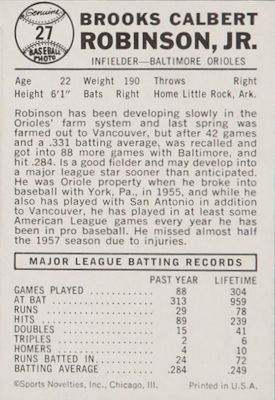 Genuine
27
BASEBALL
PHOTO
BROOKS CALBERT
ROBINSON, JR.
INFIELDER—BALTIMORE ORIOLES
Age 22 Weight 190 Throws Right
Height 6'1" Bats Right Home Little Rock, Ark.
Robinson has been developing slowly in the
Orioles' farm system and last spring was
farmed out to Vancouver, but after 42 games
and a .331 batting average, was recalled and
got into 88 more games with Baltimore, and
hit .284. Is a good fielder and may develop into
a major league star sooner than anticipated.
He was Oriole property when he broke into
baseball with York, Pa., in 1955, and while he
also has played with San Antonio in addition
to Vancouver, he has played in at least some
American League games every year he has
been in pro baseball. He missed almost half
the 1957 season due to injuries.
MAJOR LEAGUE BATTING RECORDS
PAST YEAR LIFETIME
GAMES PLAYED 88 304
AT BAT 313 959
RUNS 29 78
HITS 89 239
DOUBLES 15 41
TRIPLES 2 6
HOMERS 4 10
RUNS BATTED IN 24 72
BATTING AVERAGE .284 .249
©Sports Novelties, Inc., Chicago, Ill. Printed in U.S.A.